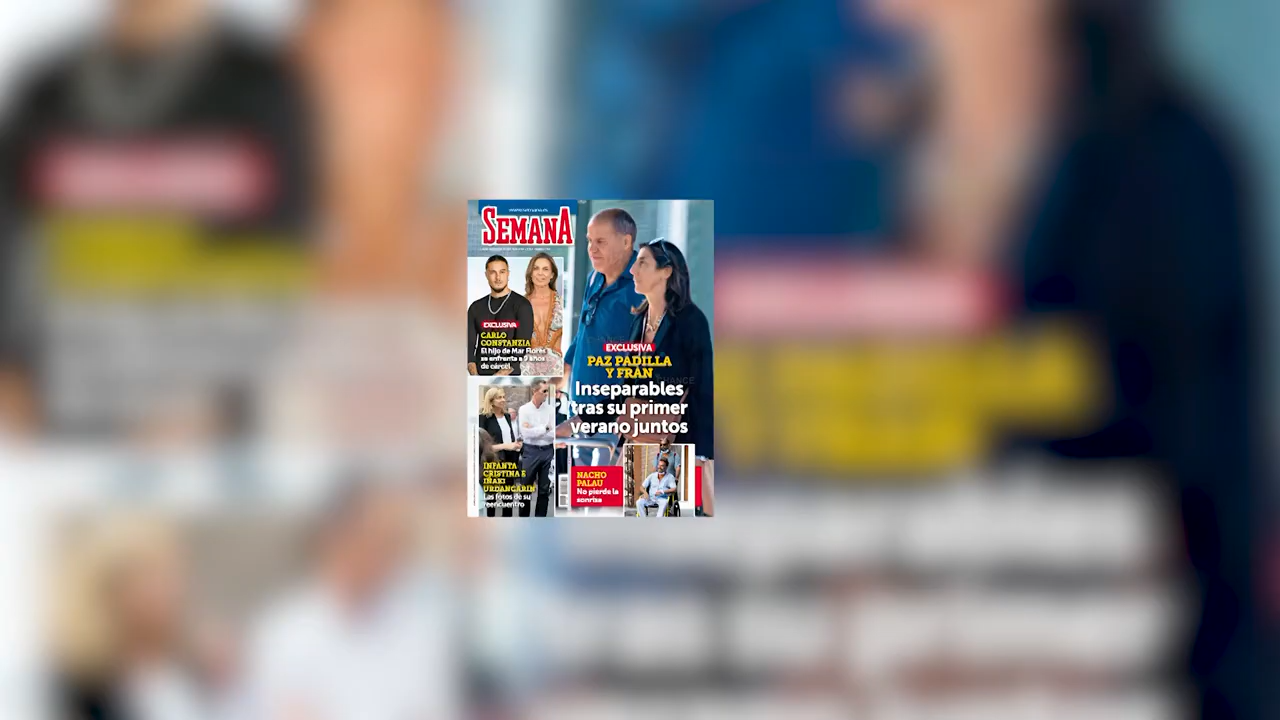 SEMANA
EXCLUSIVA
CARLO
CONSTANZIA
El hijo de Mar Flores
se enfrenta a 9 años
de cárcel
EXCLUSIVA
PAZ PADILLA
Y FRAN
Inseparables
tras su primer
verano juntos
INFANTA
CRISTINA E
IÑAKI
URDANGARIN
Las fotos de su
reencuentro
NACHO
PALAU
No pierde la
sonrisa